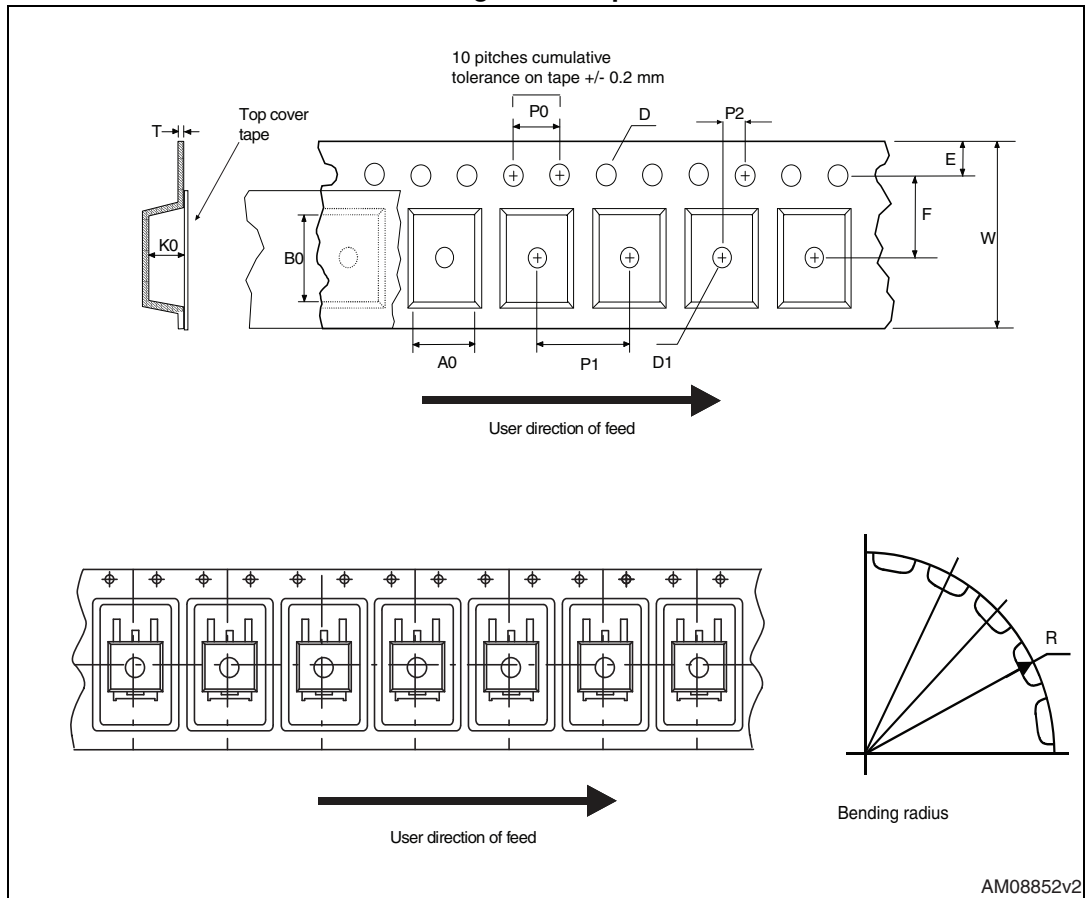 10 pitches cumulative
tolerance on tape +/- 0.2 mm
Top cover
tape
T
P0
D
P2
E
F
W
K0
B0
A0
P1
D1
User direction of feed
R
Bending radius
User direction of feed
AM08852v2